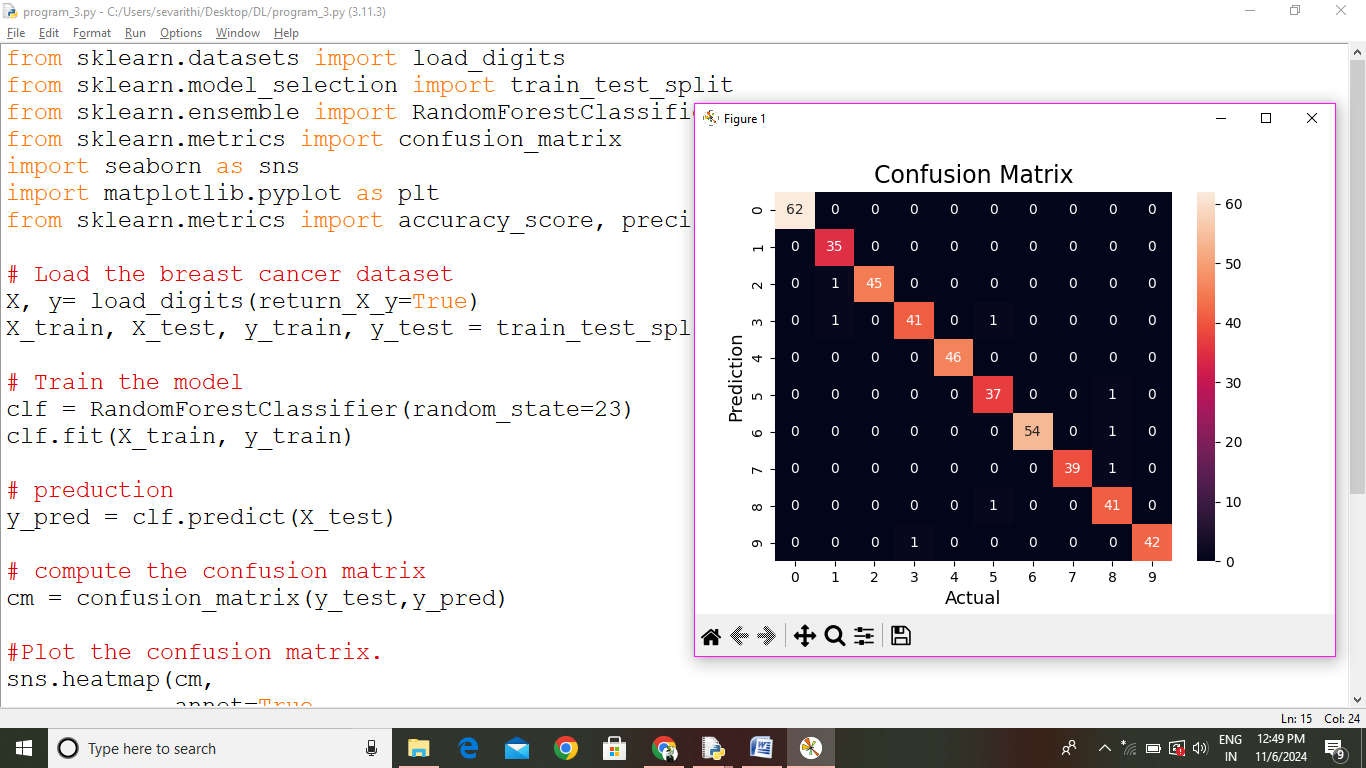 program_3.py - C:/Users/sevarithi/Desktop/DL/program_3.py (3.11.3)
File Edit Format Run Options Window Help
from sklearn.datasets import load_digits
from sklearn.model_selection import train_test_split
from sklearn.ensemble import RandomForestClassifi
from sklearn.metrics import confusion_matrix
import seaborn as sns
import matplotlib.pyplot as plt
from sklearn.metrics import accuracy_score, preci
# Load the breast cancer dataset
X, y= load_digits(return_X_y=True)
X_train, X_test, y_train, y_test = train_test_spl
# Train the model
clf = RandomForestClassifier(random_state=23)
clf.fit(X_train, y_train)
# preduction
y_pred = clf.predict(X_test)
# compute the confusion matrix
cm = confusion_matrix(y_test,y_pred)
#Plot the confusion matrix.
sns.heatmap(cm,
annot=True
Figure 1
Confusion Matrix
Prediction
0 62 0 0 0 0 0 0 0 0 0
1 0 35 0 0 0 0 0 0 0 0
2 0 1 45 0 0 0 0 0 0 0
3 0 1 0 41 0 1 0 0 0 0
4 0 0 0 0 46 0 0 0 0 0
5 0 0 0 0 0 37 0 0 1 0
6 0 0 0 0 0 0 54 0 1 0
7 0 0 0 0 0 0 0 39 1 0
8 0 0 0 0 0 1 0 0 41 0
9 0 0 0 1 0 0 0 0 0 42
0 1 2 3 4 5 6 7 8 9
Actual
60
50
40
30
20
10
0
Ln: 15 Col: 24
Type here to search
ENG
IN
12:49 PM
11/6/2024
9